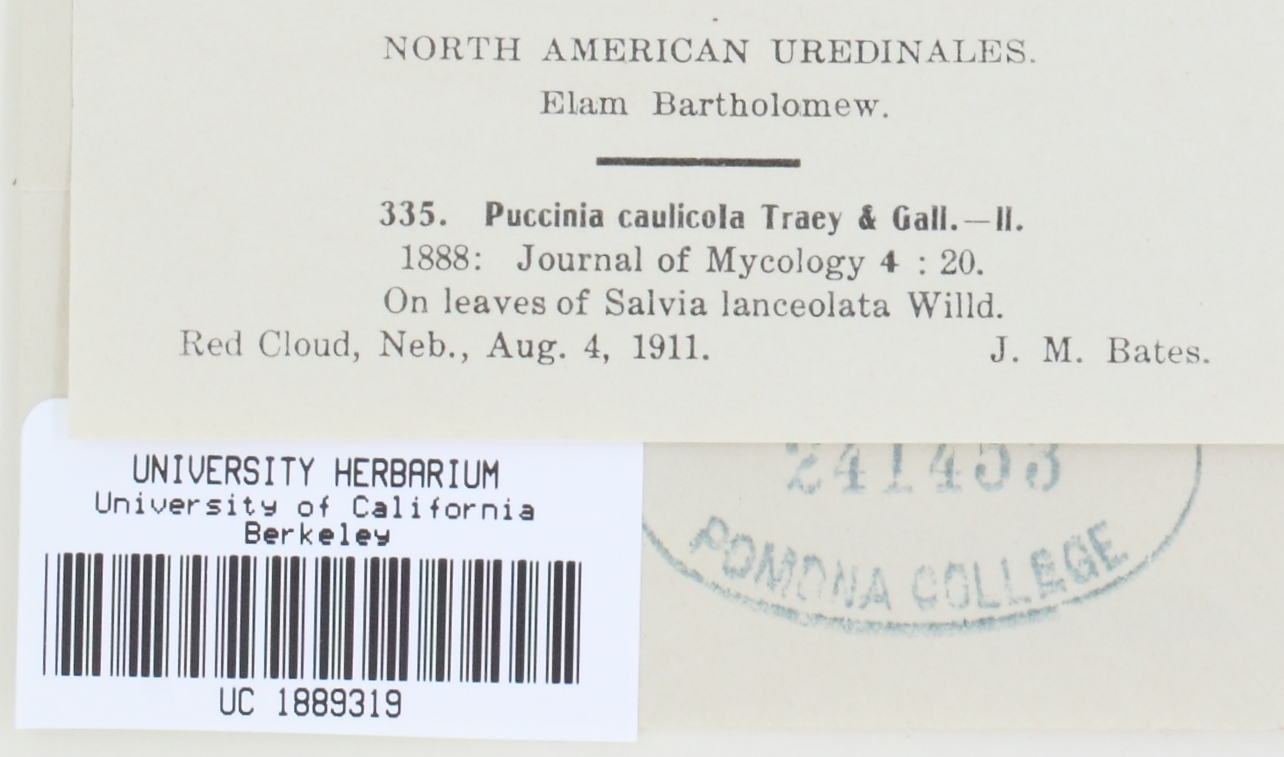 NORTH AMERICAN UREDINALES.
Elam Bartholomew.
335. Puccinia caulicola Traey & Gall.—II.
1888: Journal of Mycology 4 : 20.
On leaves of Salvia lanceolata Willd.
Red Cloud, Neb., Aug. 4, 1911. J. M. Bates.
241453
POMONA COLLEGE
UNIVERSITY HERBARIUM
University of California
Berkeley
UC 1889319